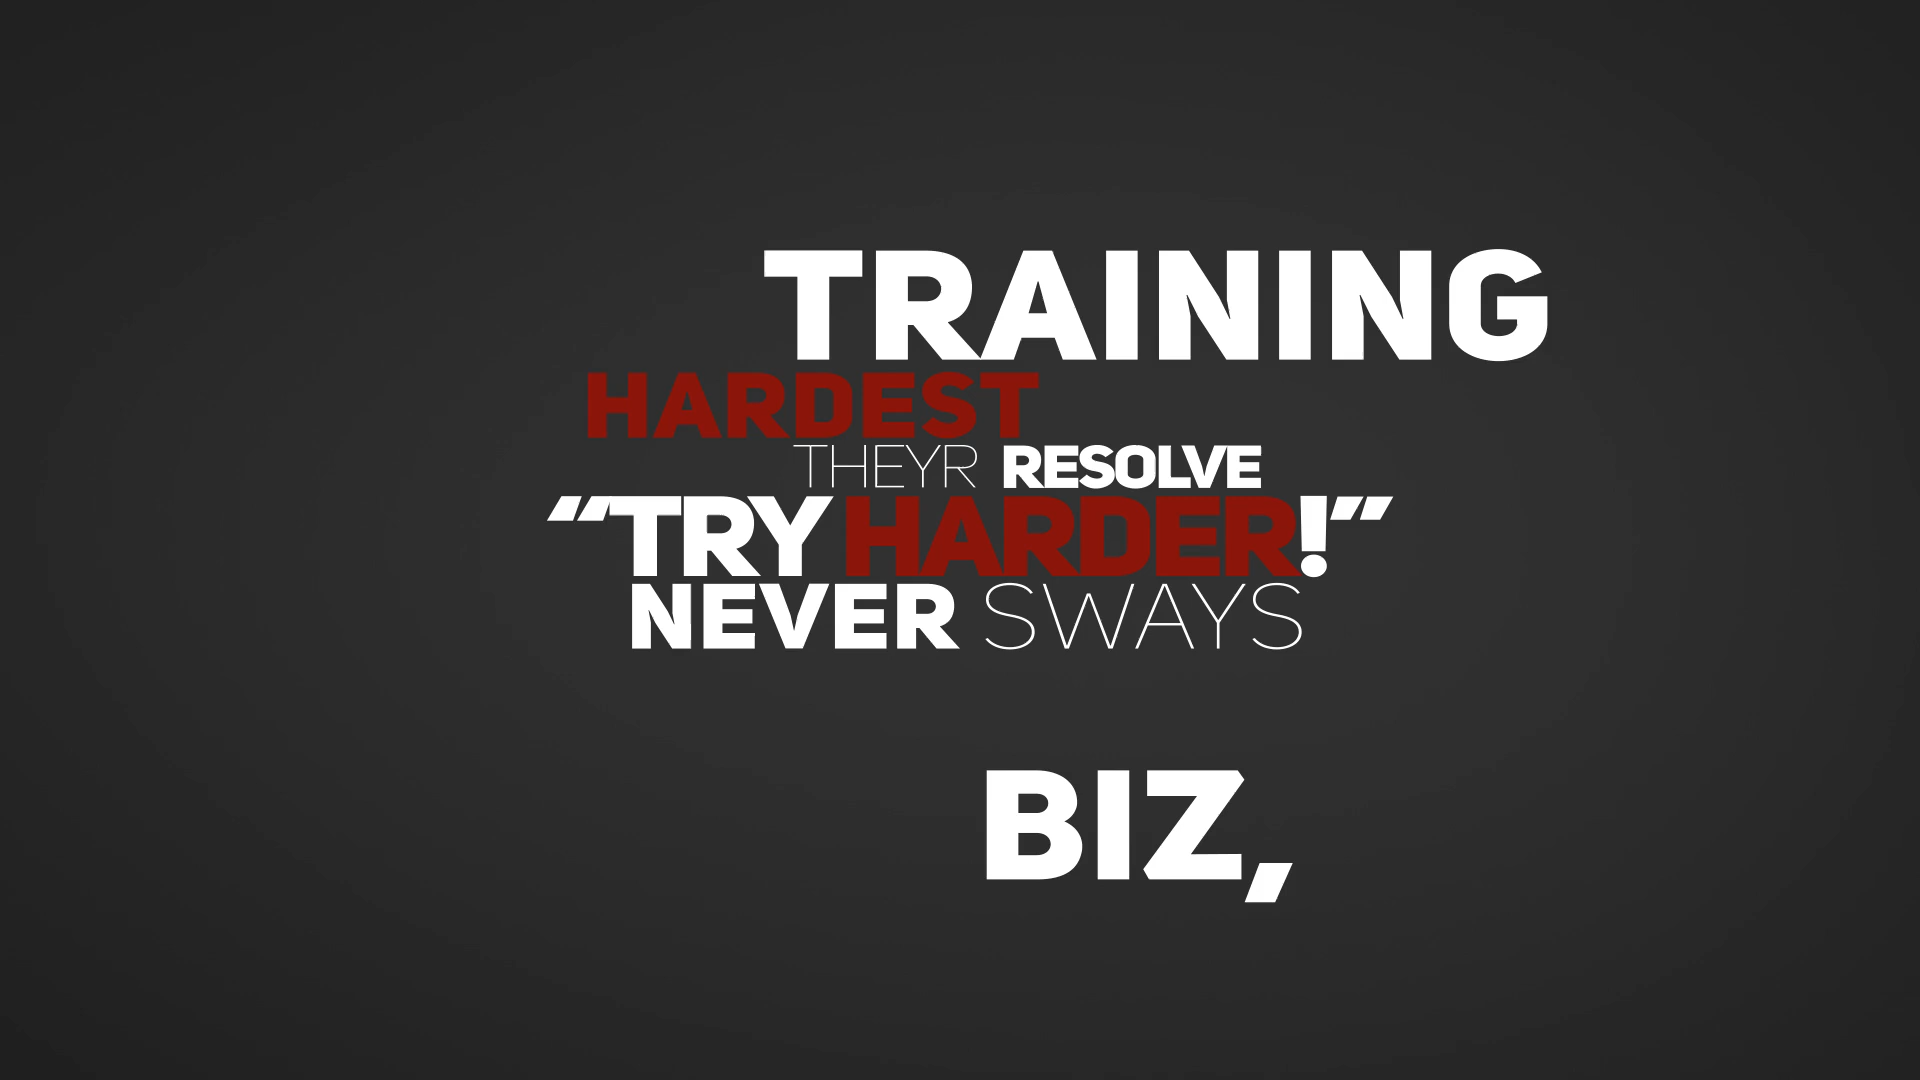 TRAINING
HARDEST
THEYR RESOLVE
“TRY HARDER!”
NEVER SWAYS
BIZ,